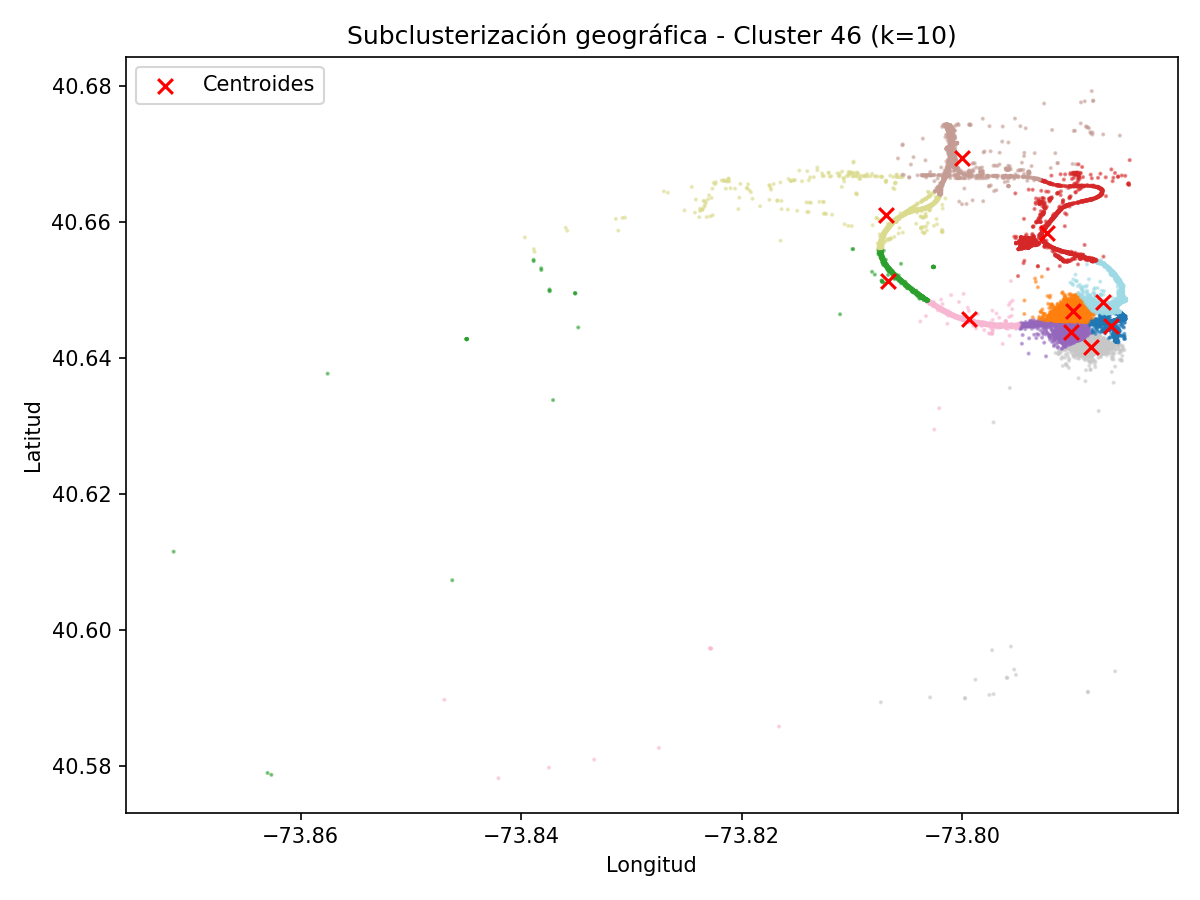 Subclusterización geográfica - Cluster 46 (k=10)
Centroides
40.68
40.66
40.64
40.62
40.60
40.58
Latitud
−73.86
−73.84
−73.82
−73.80
Longitud